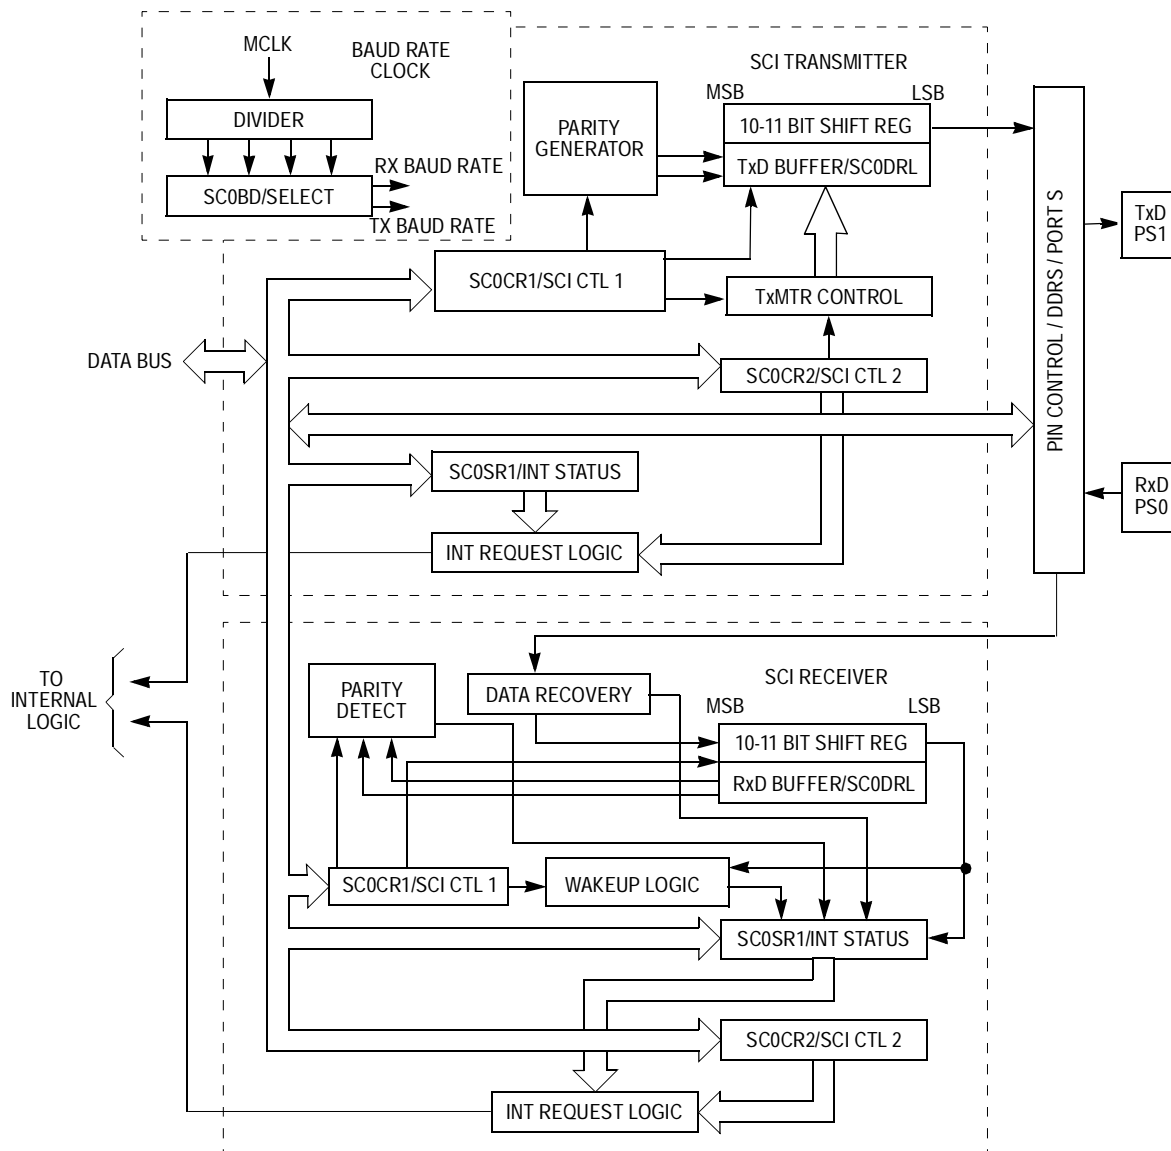 MCLK
BAUD RATE
CLOCK
DIVIDER
SC0BD/SELECT
RX BAUD RATE
TX BAUD RATE
SCI TRANSMITTER
MSB
LSB
PARITY
GENERATOR
10-11 BIT SHIFT REG
TxD BUFFER/SC0DRL
SC0CR1/SCI CTL 1
TxMTR CONTROL
DATA BUS
SC0CR2/SCI CTL 2
SC0SR1/INT STATUS
INT REQUEST LOGIC
PIN CONTROL / DDRS / PORT S
TxD
PS1
RxD
PS0
TO
INTERNAL
LOGIC
SCI RECEIVER
PARITY
DETECT
DATA RECOVERY
MSB
LSB
10-11 BIT SHIFT REG
RxD BUFFER/SC0DRL
SC0CR1/SCI CTL 1
WAKEUP LOGIC
SC0SR1/INT STATUS
SC0CR2/SCI CTL 2
INT REQUEST LOGIC